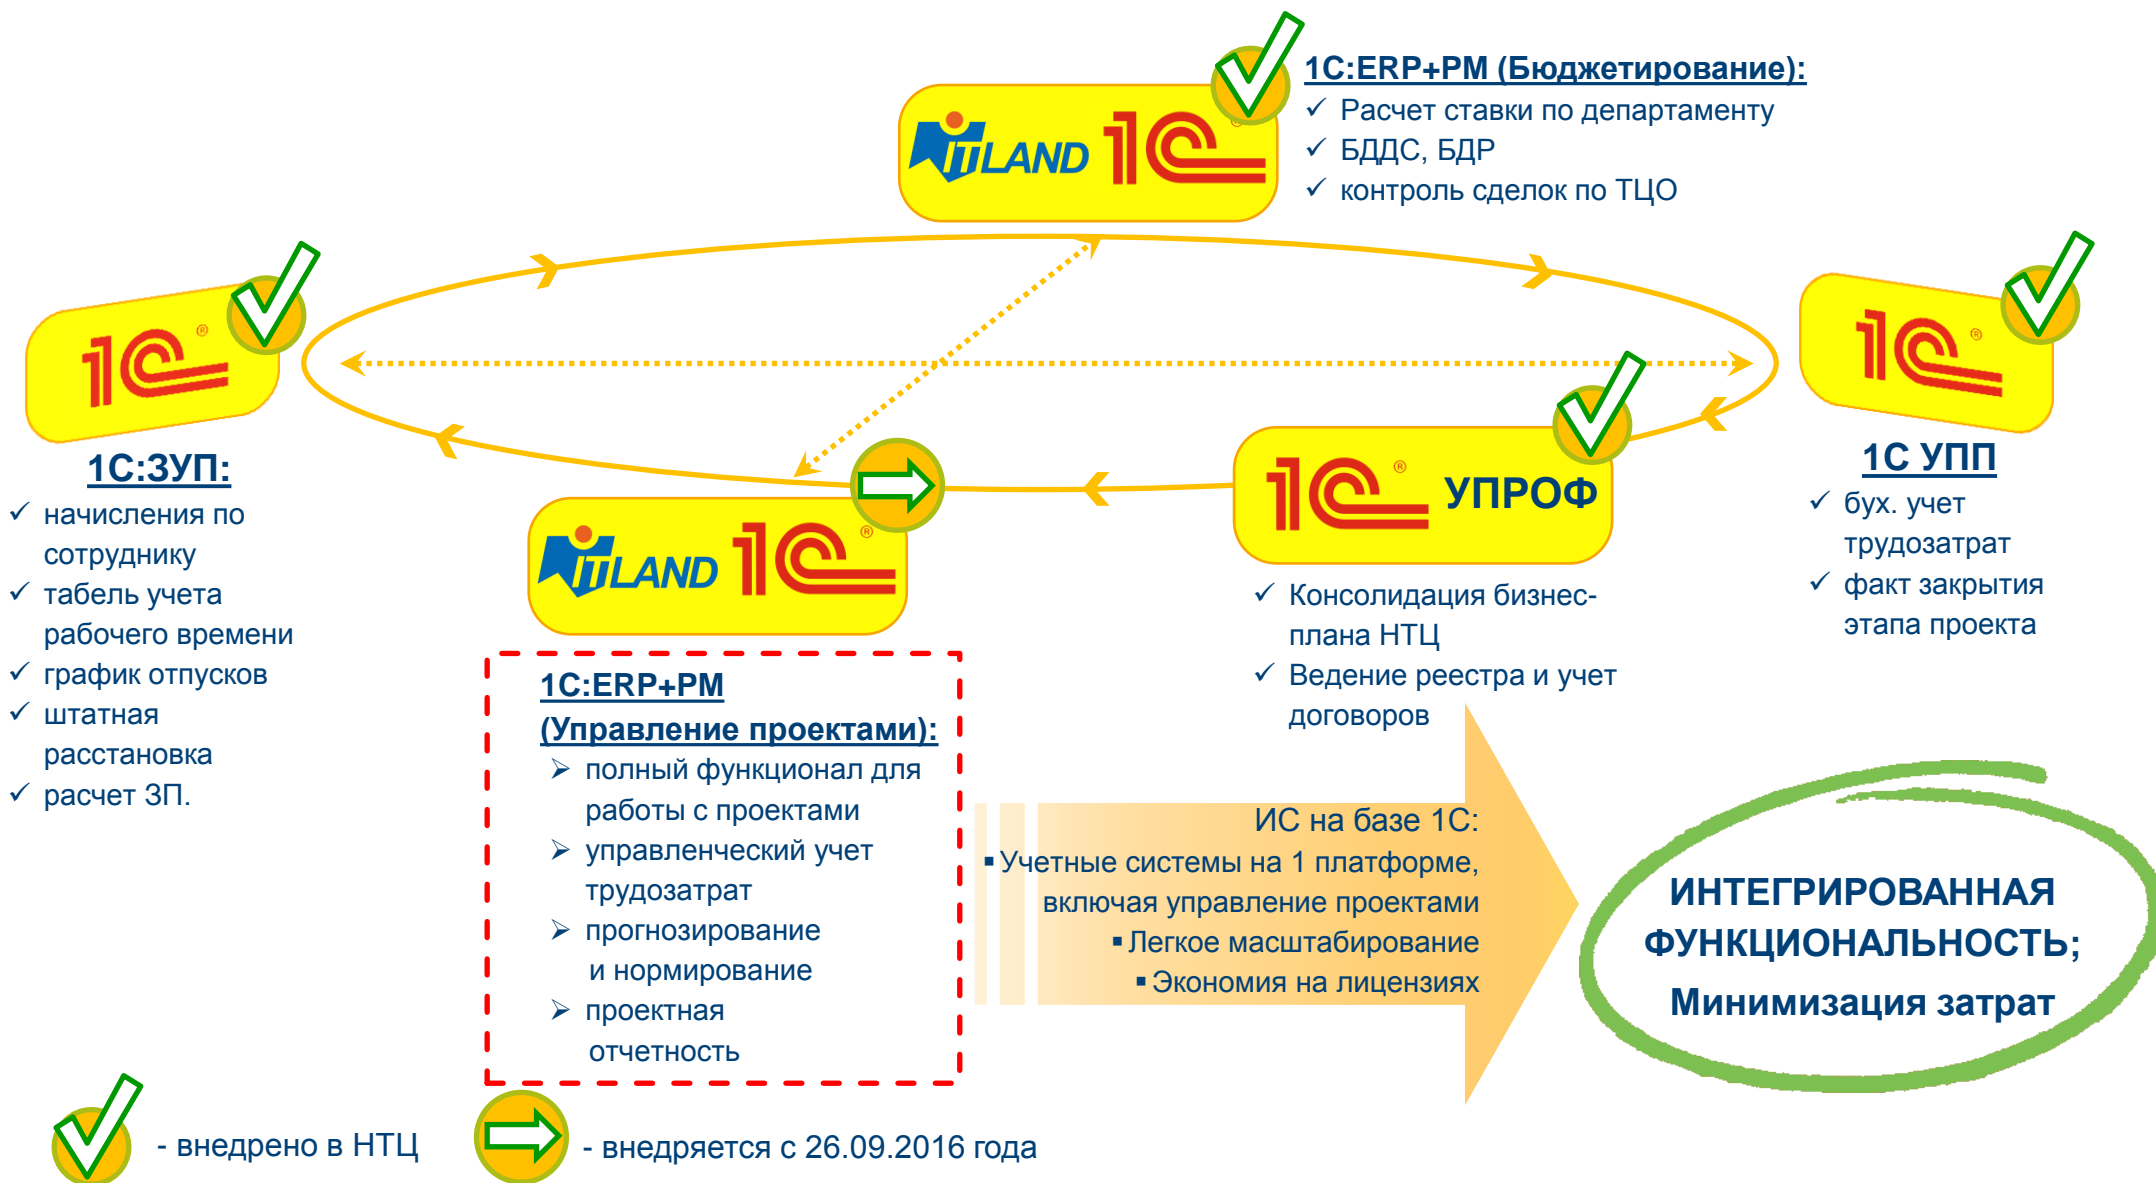 1С:ERP+PM (Бюджетирование):
✓ Расчет ставки по департаменту
✓ БДДС, БДР
✓ контроль сделок по ТЦО
ITLAND 1С®
1С®
1С:ЗУП:
✓ начисления по
сотруднику
✓ табель учета
рабочего времени
✓ график отпусков
✓ штатная
расстановка
✓ расчет ЗП.
1С®
1С УПП
✓ бух. учет
трудозатрат
✓ факт закрытия
этапа проекта
1С® УПРОФ
✓ Консолидация бизнес-
плана НТЦ
✓ Ведение реестра и учет
договоров
ITLAND 1С®
1С:ERP+PM
(Управление проектами):
➢ полный функционал для
работы с проектами
➢ управленческий учет
трудозатрат
➢ прогнозирование
и нормирование
➢ проектная
отчетность
ИС на базе 1С:
▪ Учетные системы на 1 платформе,
включая управление проектами
▪ Легкое масштабирование
▪ Экономия на лицензиях
ИНТЕГРИРОВАННАЯ
ФУНКЦИОНАЛЬНОСТЬ;
Минимизация затрат
- внедрено в НТЦ
- внедряется с 26.09.2016 года